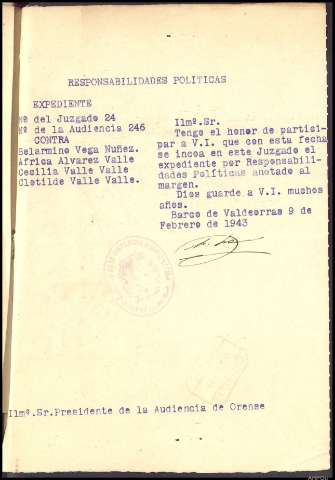 RESPONSABILIDADES POLITICAS
EXPEDIENTE
Nº del Juzgado 24
Nº de la Audiencia 246
CONTRA
Belarmino Vega Nuñez.
Africa Alvarez Valle
Cecilia Valle Valle
Clotilde Valle Valle.
Ilmº.Sr.
Tengo el honor de partici-
par a V.I. que con esta fecha
se incoa en este Juzgado el
expediente por Responsabili-
dades Políticas anotado al
margen.
Dios guarde a V.I. muchos
años.
Barco de Valdeorras 9 de
Febrero de 1943
Ilmº.Sr.Presidente de la Audiencia de Orense